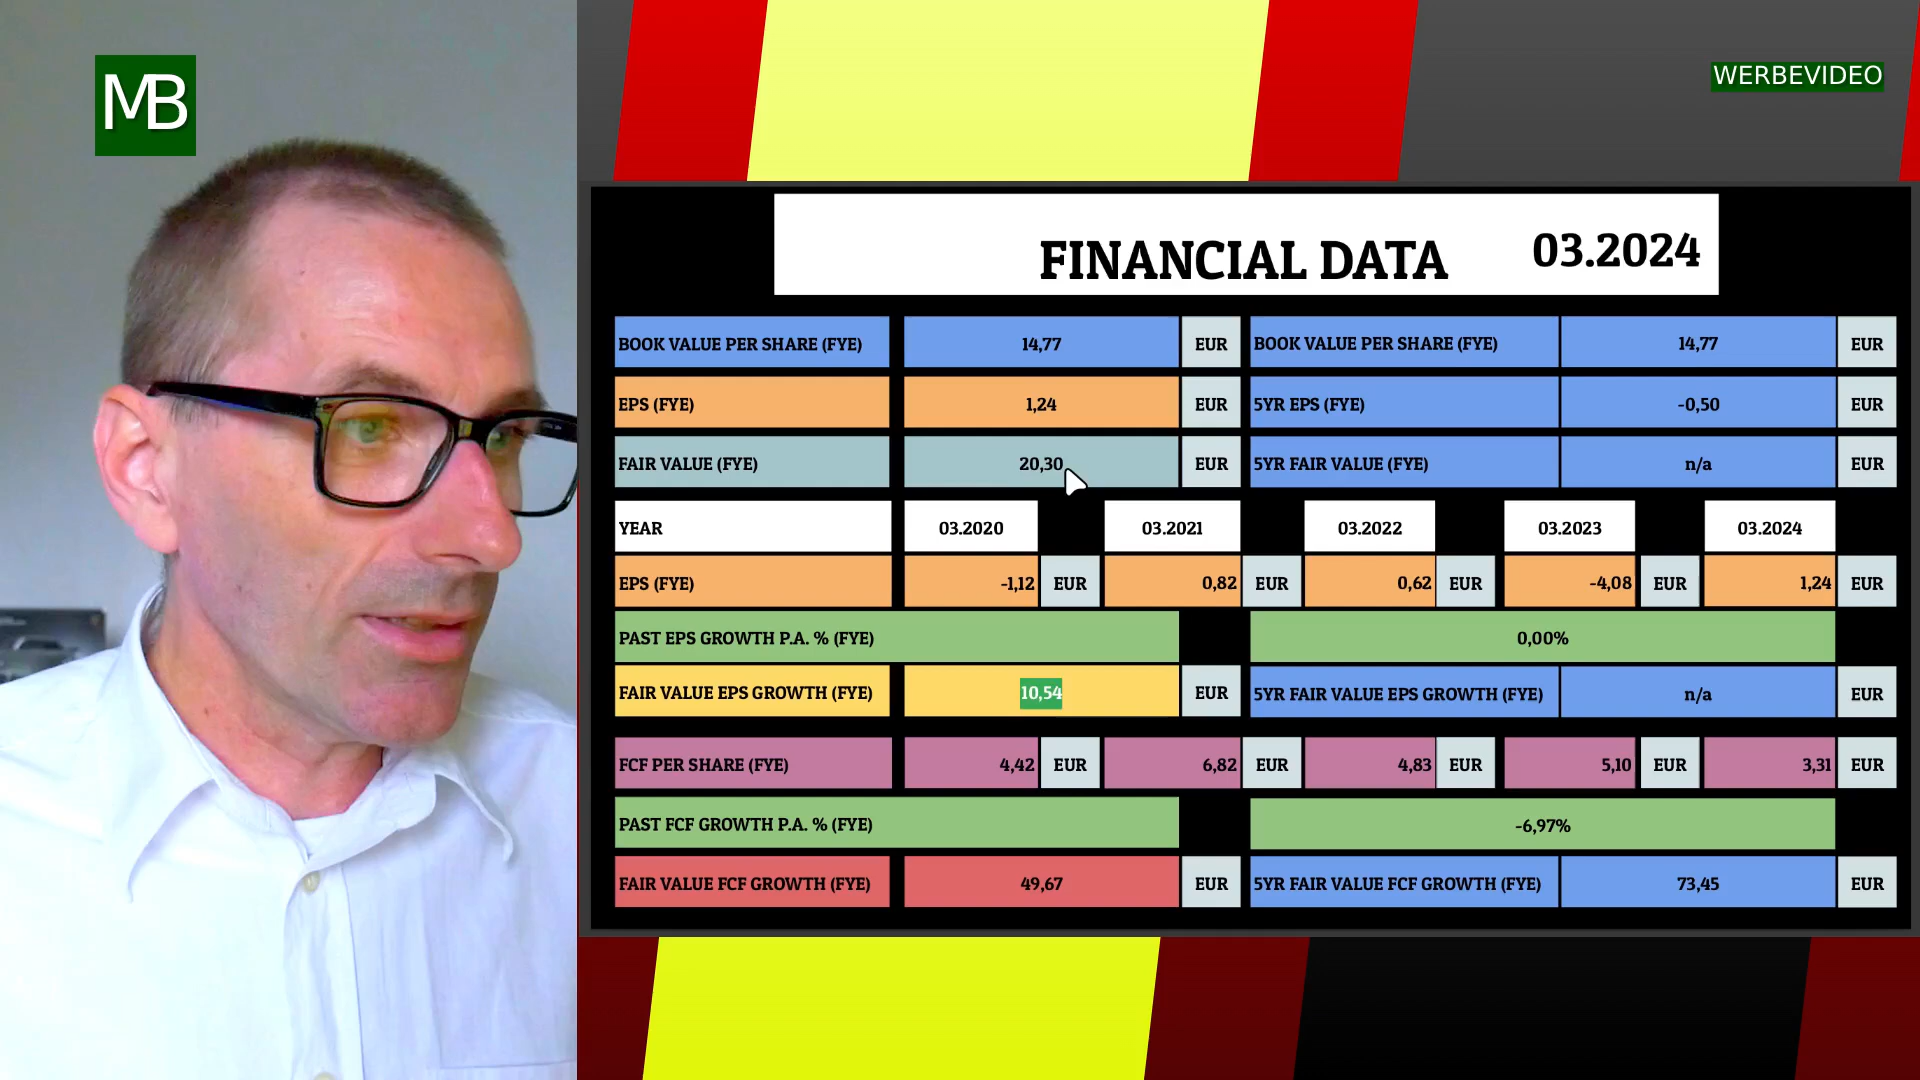 MB
WERBEVIDEO
FINANCIAL DATA 03.2024
BOOK VALUE PER SHARE (FYE) 14,77 EUR BOOK VALUE PER SHARE (FYE) 14,77 EUR
EPS (FYE) 1,24 EUR 5YR EPS (FYE) -0,50 EUR
FAIR VALUE (FYE) 20,30 EUR 5YR FAIR VALUE (FYE) n/a EUR
YEAR 03.2020 03.2021 03.2022 03.2023 03.2024
EPS (FYE) -1,12 EUR 0,82 EUR 0,62 EUR -4,08 EUR 1,24 EUR
PAST EPS GROWTH P.A. % (FYE) 0,00%
FAIR VALUE EPS GROWTH (FYE) 10,54 EUR 5YR FAIR VALUE EPS GROWTH (FYE) n/a EUR
FCF PER SHARE (FYE) 4,42 EUR 6,82 EUR 4,83 EUR 5,10 EUR 3,31 EUR
PAST FCF GROWTH P.A. % (FYE) -6,97%
FAIR VALUE FCF GROWTH (FYE) 49,67 EUR 5YR FAIR VALUE FCF GROWTH (FYE) 73,45 EUR